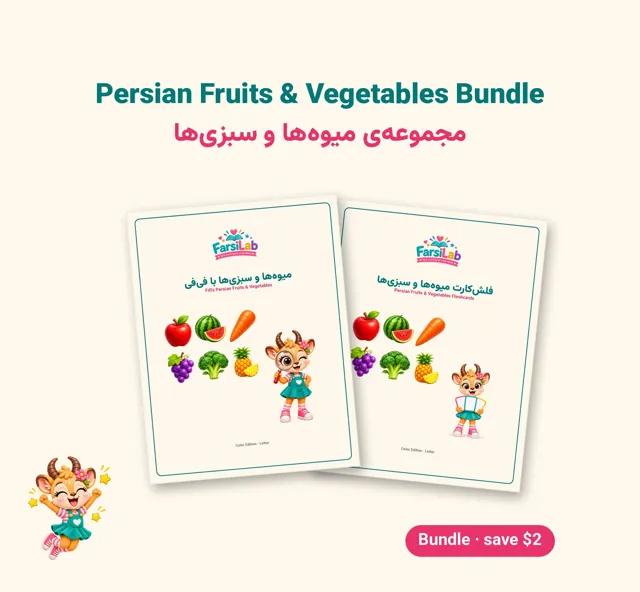 Persian Fruits & Vegetables Bundle
مجموعه‌ی میوه‌ها و سبزی‌ها
FarsiLab
میوه‌ها و سبزی‌ها با فی‌فی
Fifi's Persian Fruits & Vegetables
Color Edition · Letter
FarsiLab
فلش‌کارت میوه‌ها و سبزی‌ها
Persian Fruits & Vegetables Flashcards
Color Edition · Letter
Bundle · save $2